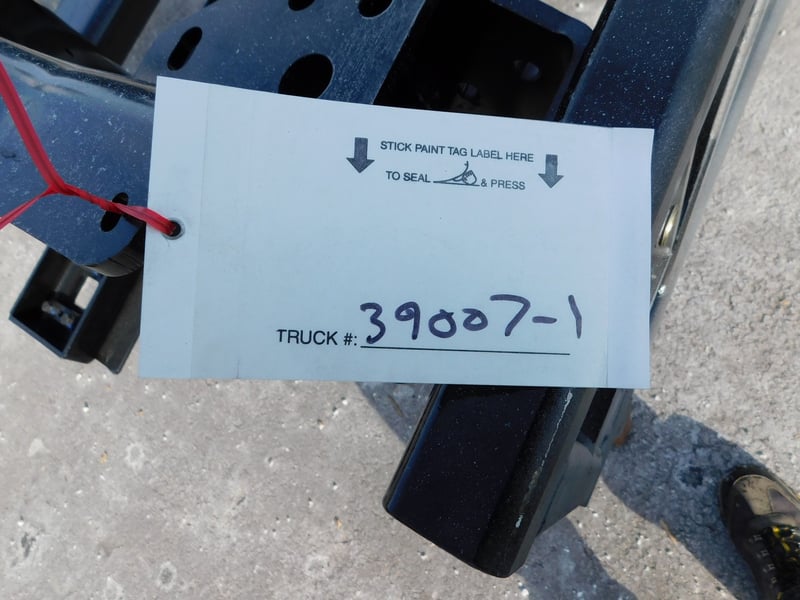 STICK PAINT TAG LABEL HERE
TO SEAL & PRESS
TRUCK #: 39007-1